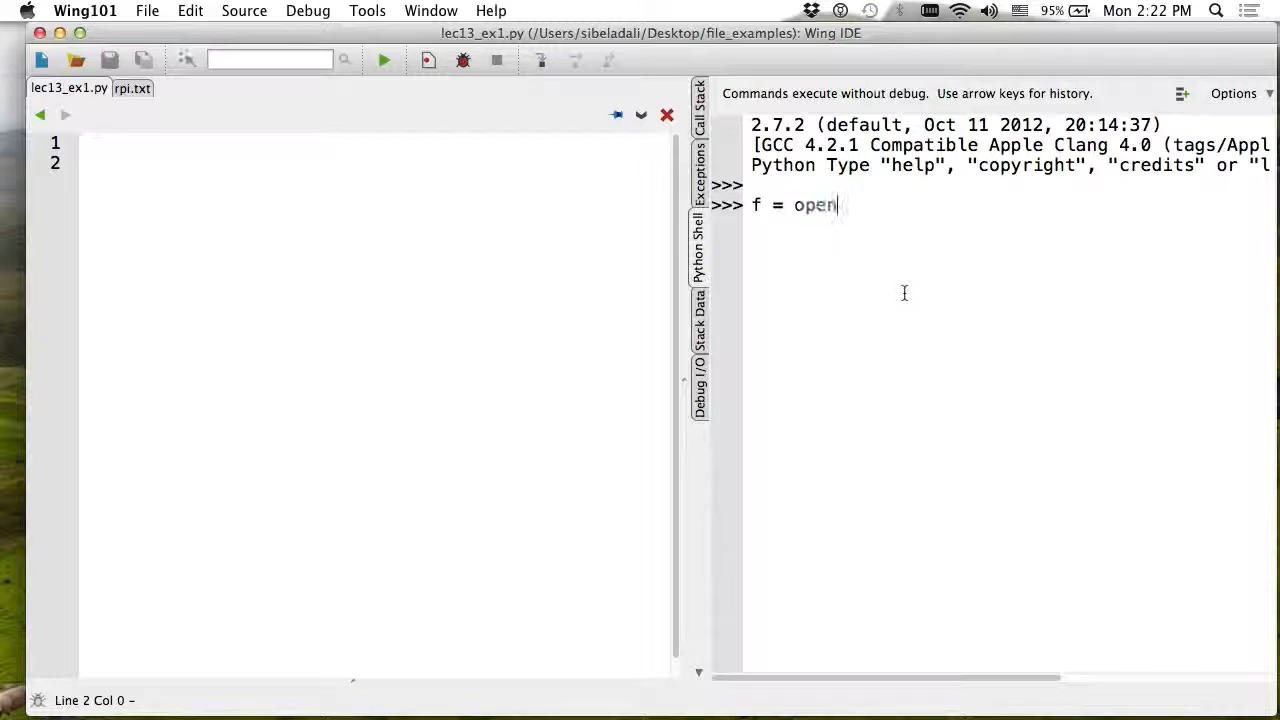 Wing101 File Edit Source Debug Tools Window Help 95% Mon 2:22 PM
lec13_ex1.py (/Users/sibeladali/Desktop/file_examples): Wing IDE
lec13_ex1.py rpi.txt
1
2
Line 2 Col 0 –
Call Stack
Exceptions
Python Shell
Stack Data
Debug I/O
Commands execute without debug. Use arrow keys for history. Options
2.7.2 (default, Oct 11 2012, 20:14:37)
[GCC 4.2.1 Compatible Apple Clang 4.0 (tags/Appl
Python Type "help", "copyright", "credits" or "l
>>>
>>> f = open